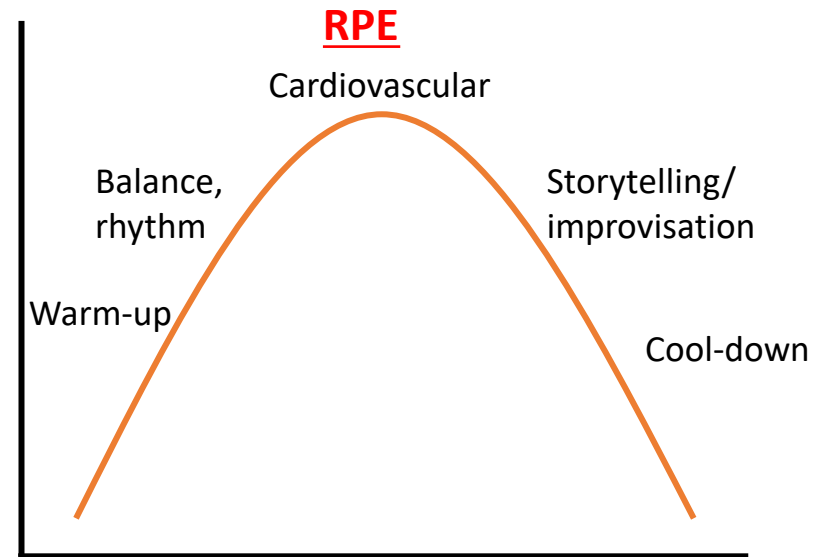 RPE
Cardiovascular
Balance,
rhythm
Storytelling/
improvisation
Warm-up
Cool-down